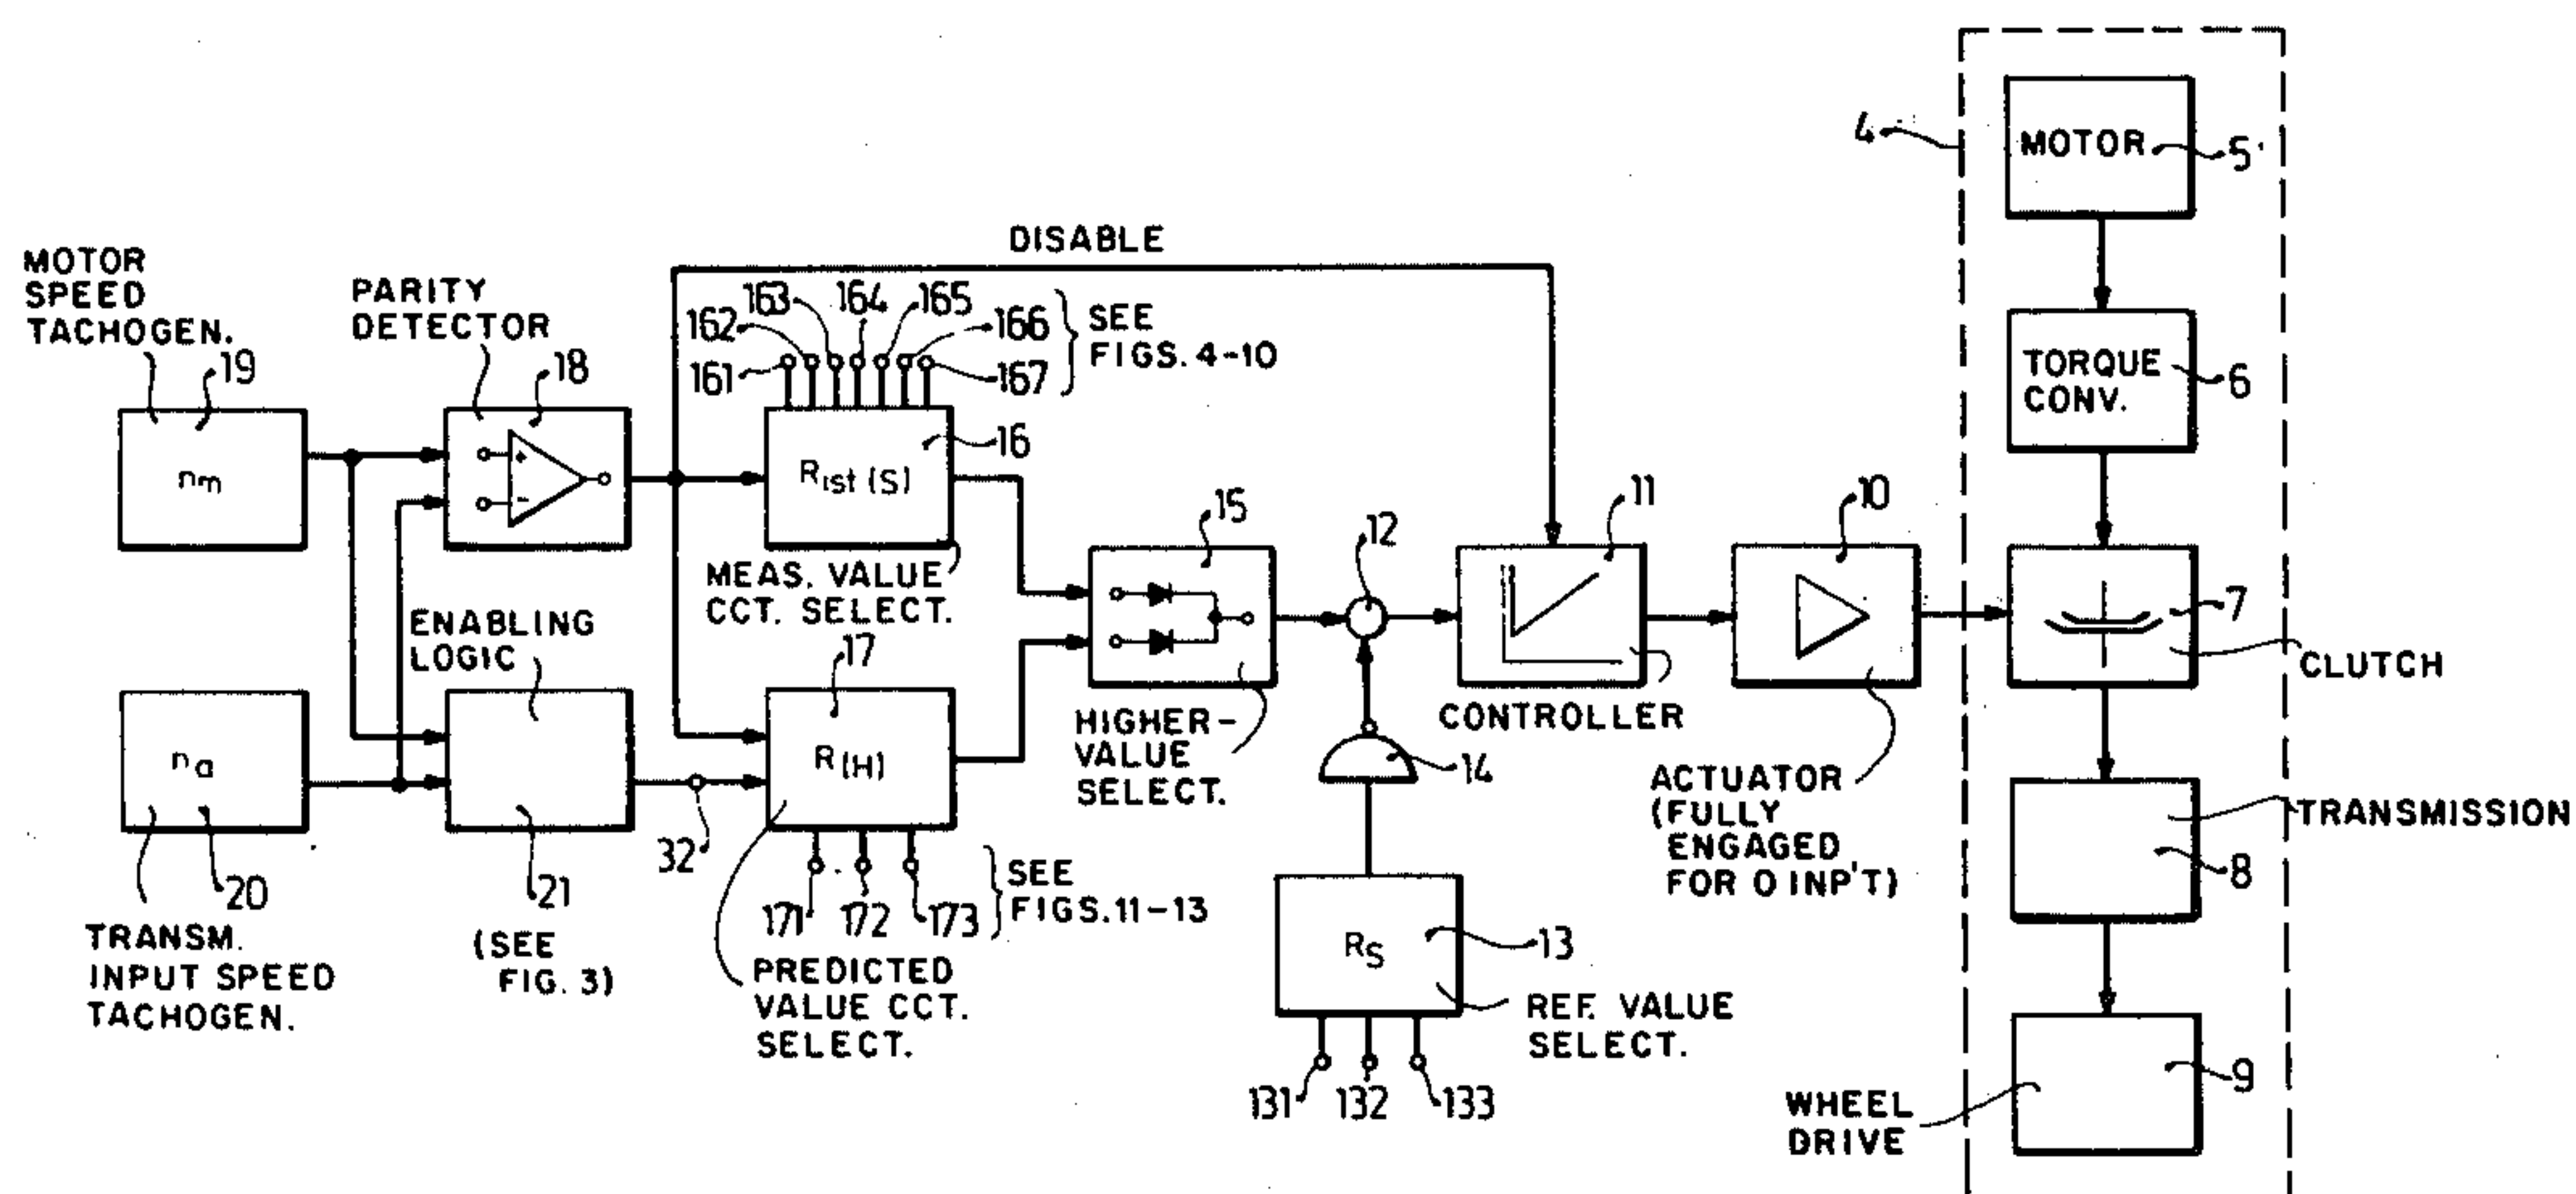 MOTOR
SPEED
TACHOGEN.
19
nm
PARITY
DETECTOR
18
+
-
DISABLE
161
162
163
164
165
166
167
SEE
FIGS. 4-10
16
Rist (S)
MEAS. VALUE
CCT. SELECT.
ENABLING
LOGIC
21
(SEE
FIG. 3)
na
20
TRANSM.
INPUT SPEED
TACHOGEN.
32
17
R(H)
171
172
173
SEE
FIGS. 11-13
PREDICTED
VALUE CCT.
SELECT.
15
HIGHER-
VALUE
SELECT.
12
14
RS
13
REF. VALUE
SELECT.
131
132
133
11
CONTROLLER
10
ACTUATOR
(FULLY
ENGAGED
FOR 0 INP'T)
4
MOTOR
5
TORQUE
CONV.
6
7
CLUTCH
TRANSMISSION
8
9
WHEEL
DRIVE